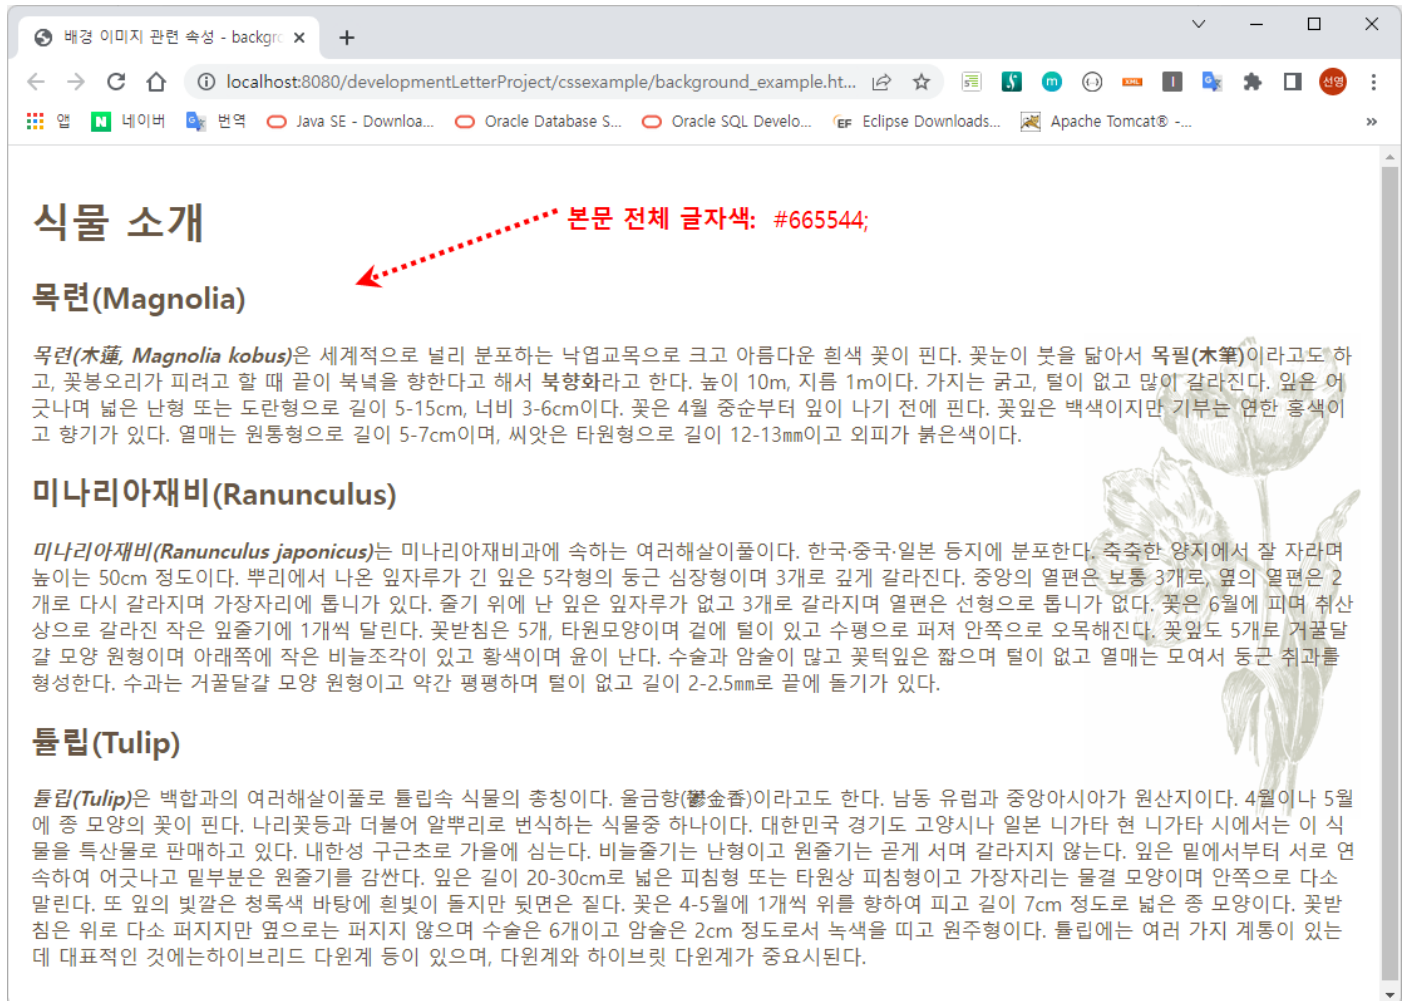 배경 이미지 관련 속성 - backgr
localhost:8080/developmentLetterProject/cssexample/background_example.ht...
선영
앱 네이버 번역 Java SE - Downloa... Oracle Database S... Oracle SQL Develo... EF Eclipse Downloads... Apache Tomcat® -... »
식물 소개
본문 전체 글자색: #665544;
목련(Magnolia)
목련(木蓮, Magnolia kobus)은 세계적으로 널리 분포하는 낙엽교목으로 크고 아름다운 흰색 꽃이 핀다. 꽃눈이 붓을 닮아서 목필(木筆)이라고도 하
고, 꽃봉오리가 피려고 할 때 끝이 북녘을 향한다고 해서 북향화라고 한다. 높이 10m, 지름 1m이다. 가지는 굵고, 털이 없고 많이 갈라진다. 잎은 어
긋나며 넓은 난형 또는 도란형으로 길이 5-15cm, 너비 3-6cm이다. 꽃은 4월 중순부터 잎이 나기 전에 핀다. 꽃잎은 백색이지만 기부는 연한 홍색이
고 향기가 있다. 열매는 원통형으로 길이 5-7cm이며, 씨앗은 타원형으로 길이 12-13㎜이고 외피가 붉은색이다.
미나리아재비(Ranunculus)
미나리아재비(Ranunculus japonicus)는 미나리아재비과에 속하는 여러해살이풀이다. 한국·중국·일본 등지에 분포한다. 축축한 양지에서 잘 자라며
높이는 50cm 정도이다. 뿌리에서 나온 잎자루가 긴 잎은 5각형의 둥근 심장형이며 3개로 깊게 갈라진다. 중앙의 열편은 보통 3개로, 옆의 열편은 2
개로 다시 갈라지며 가장자리에 톱니가 있다. 줄기 위에 난 잎은 잎자루가 없고 3개로 갈라지며 열편은 선형으로 톱니가 없다. 꽃은 6월에 피며 취산
상으로 갈라진 작은 잎줄기에 1개씩 달린다. 꽃받침은 5개, 타원모양이며 겉에 털이 있고 수평으로 퍼져 안쪽으로 오목해진다. 꽃잎도 5개로 거꿀달
걀 모양 원형이며 아래쪽에 작은 비늘조각이 있고 황색이며 윤이 난다. 수술과 암술이 많고 꽃턱잎은 짧으며 털이 없고 열매는 모여서 둥근 취과를
형성한다. 수과는 거꿀달걀 모양 원형이고 약간 평평하며 털이 없고 길이 2-2.5㎜로 끝에 돌기가 있다.
튤립(Tulip)
튤립(Tulip)은 백합과의 여러해살이풀로 튤립속 식물의 총칭이다. 울금향(鬱金香)이라고도 한다. 남동 유럽과 중앙아시아가 원산지이다. 4월이나 5월
에 종 모양의 꽃이 핀다. 나리꽃등과 더불어 알뿌리로 번식하는 식물중 하나이다. 대한민국 경기도 고양시나 일본 니가타 현 니가타 시에서는 이 식
물을 특산물로 판매하고 있다. 내한성 구근초로 가을에 심는다. 비늘줄기는 난형이고 원줄기는 곧게 서며 갈라지지 않는다. 잎은 밑에서부터 서로 연
속하여 어긋나고 밑부분은 원줄기를 감싼다. 잎은 길이 20-30cm로 넓은 피침형 또는 타원상 피침형이고 가장자리는 물결 모양이며 안쪽으로 다소
말린다. 또 잎의 빛깔은 청록색 바탕에 흰빛이 돌지만 뒷면은 짙다. 꽃은 4-5월에 1개씩 위를 향하여 피고 길이 7cm 정도로 넓은 종 모양이다. 꽃받
침은 위로 다소 퍼지지만 옆으로는 퍼지지 않으며 수술은 6개이고 암술은 2cm 정도로서 녹색을 띠고 원주형이다. 튤립에는 여러 가지 계통이 있는
데 대표적인 것에는하이브리드 다윈계 등이 있으며, 다윈계와 하이브릿 다윈계가 중요시된다.